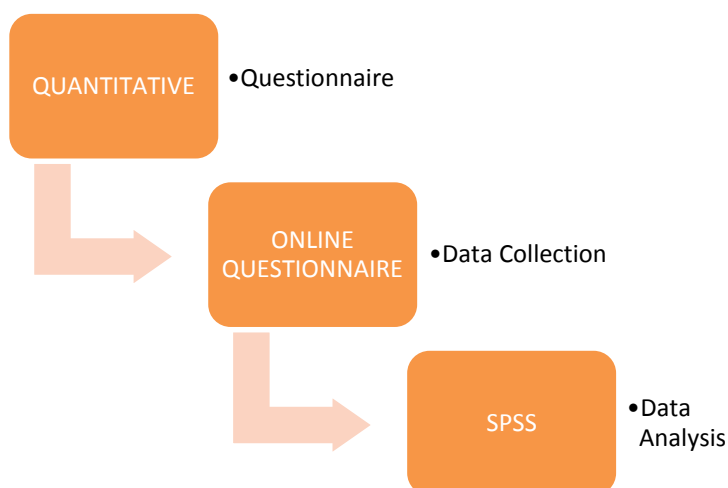 QUANTITATIVE
•Questionnaire
ONLINE
QUESTIONNAIRE
•Data Collection
SPSS
•Data
Analysis